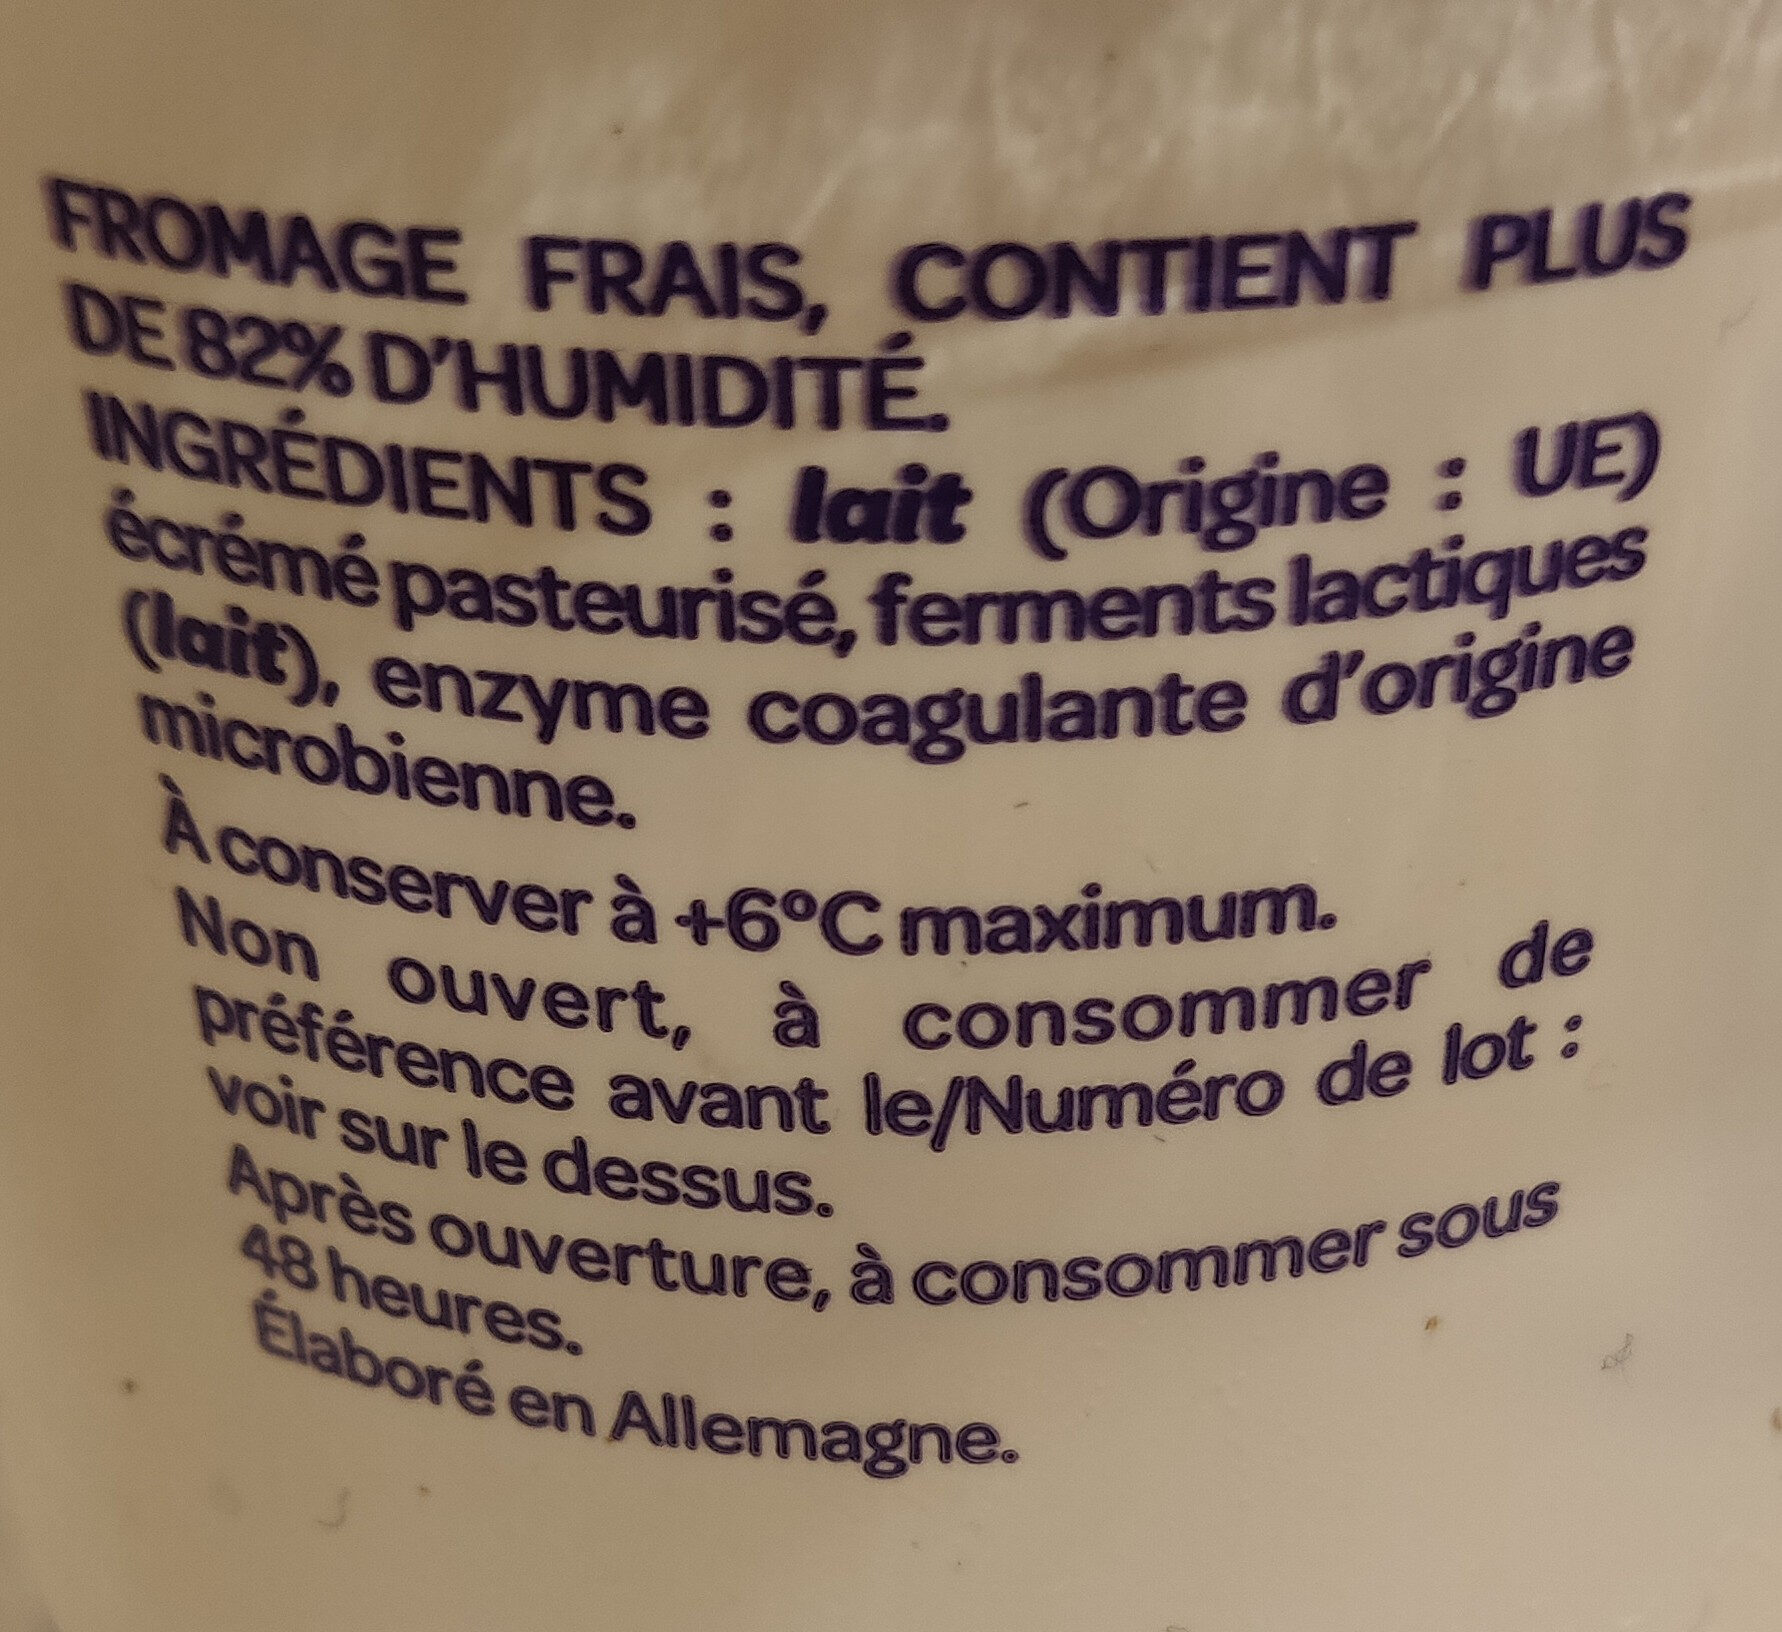 FROMAGE FRAIS, CONTIENT PLUS
DE 82% D'HUMIDITÉ.
INGRÉDIENTS : lait (Origine : UE)
écrémé pasteurisé, ferments lactiques
(lait), enzyme coagulante d'origine
microbienne.
À conserver à +6°C maximum.
Non ouvert, à consommer de
préférence avant le/Numéro de lot :
voir sur le dessus.
Après ouverture, à consommer sous
48 heures.
Élaboré en Allemagne.